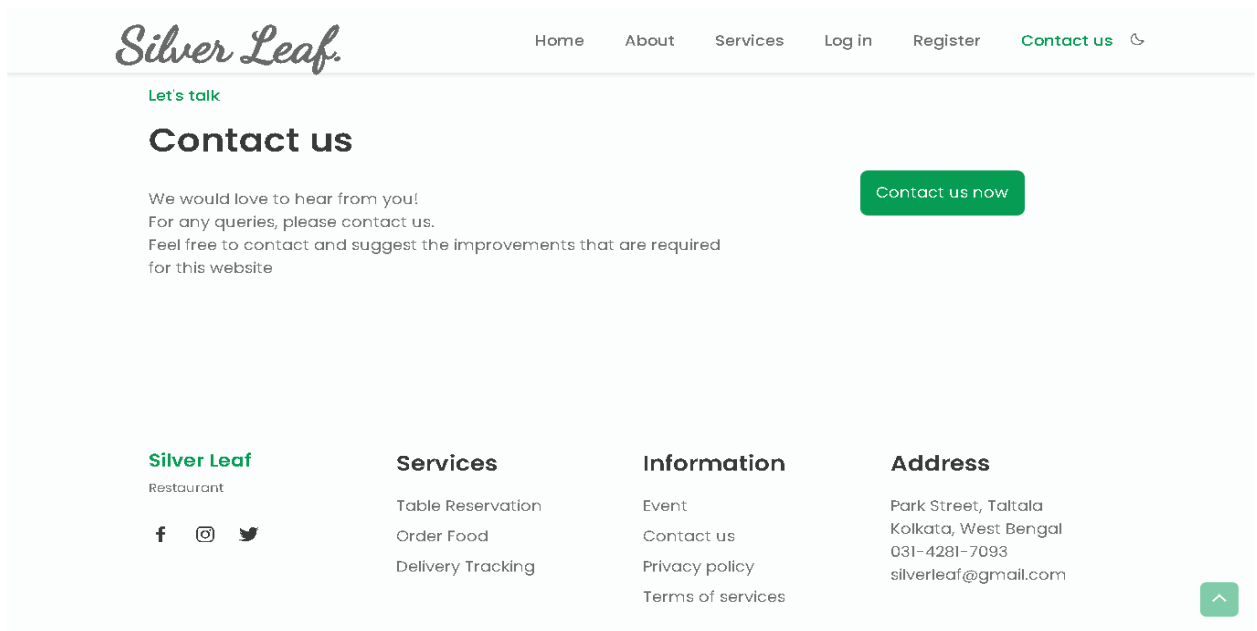 Silver Leaf.
Home About Services Log in Register Contact us
Let's talk
Contact us
We would love to hear from you!
For any queries, please contact us.
Feel free to contact and suggest the improvements that are required
for this website
Contact us now
Silver Leaf
Restaurant
Services
Table Reservation
Order Food
Delivery Tracking
Information
Event
Contact us
Privacy policy
Terms of services
Address
Park Street, Taltala
Kolkata, West Bengal
031-4281-7093
silverleaf@gmail.com